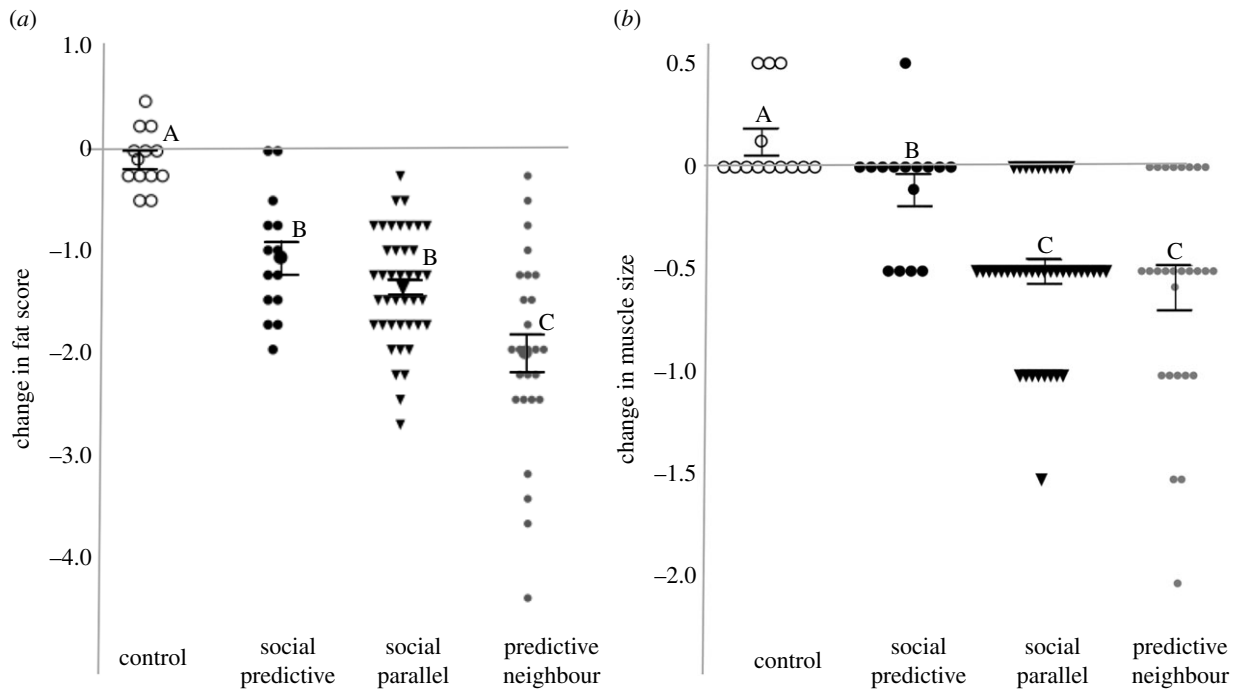 (a)
1.0
0
–1.0
–2.0
–3.0
–4.0
change in fat score
A
B
B
C
control
social
predictive
social
parallel
predictive
neighbour
(b)
0.5
0
–0.5
–1.0
–1.5
–2.0
change in muscle size
A
B
C
C
control
social
predictive
social
parallel
predictive
neighbour